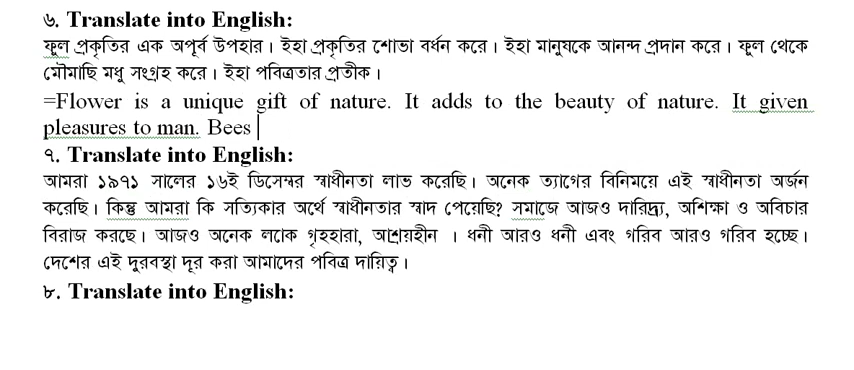 ৬. Translate into English:
ফুল প্রকৃতির এক অপূর্ব উপহার। ইহা প্রকৃতির শোভা বর্ধন করে। ইহা মানুষকে আনন্দ প্রদান করে। ফুল থেকে
মৌমাছি মধু সংগ্রহ করে। ইহা পবিত্রতার প্রতীক।
=Flower is a unique gift of nature. It adds to the beauty of nature. It given
pleasures to man. Bees
৭. Translate into English:
আমরা ১৯৭১ সালের ১৬ই ডিসেম্বর স্বাধীনতা লাভ করেছি। অনেক ত্যাগের বিনিময়ে এই স্বাধীনতা অর্জন
করেছি। কিন্তু আমরা কি সত্যিকার অর্থে স্বাধীনতার স্বাদ পেয়েছি? সমাজে আজও দারিদ্র্য, অশিক্ষা ও অবিচার
বিরাজ করছে। আজও অনেক লোক গৃহহারা, আশ্রয়হীন । ধনী আরও ধনী এবং গরিব আরও গরিব হচ্ছে।
দেশের এই দুরবস্থা দূর করা আমাদের পবিত্র দায়িত্ব।
৮. Translate into English: